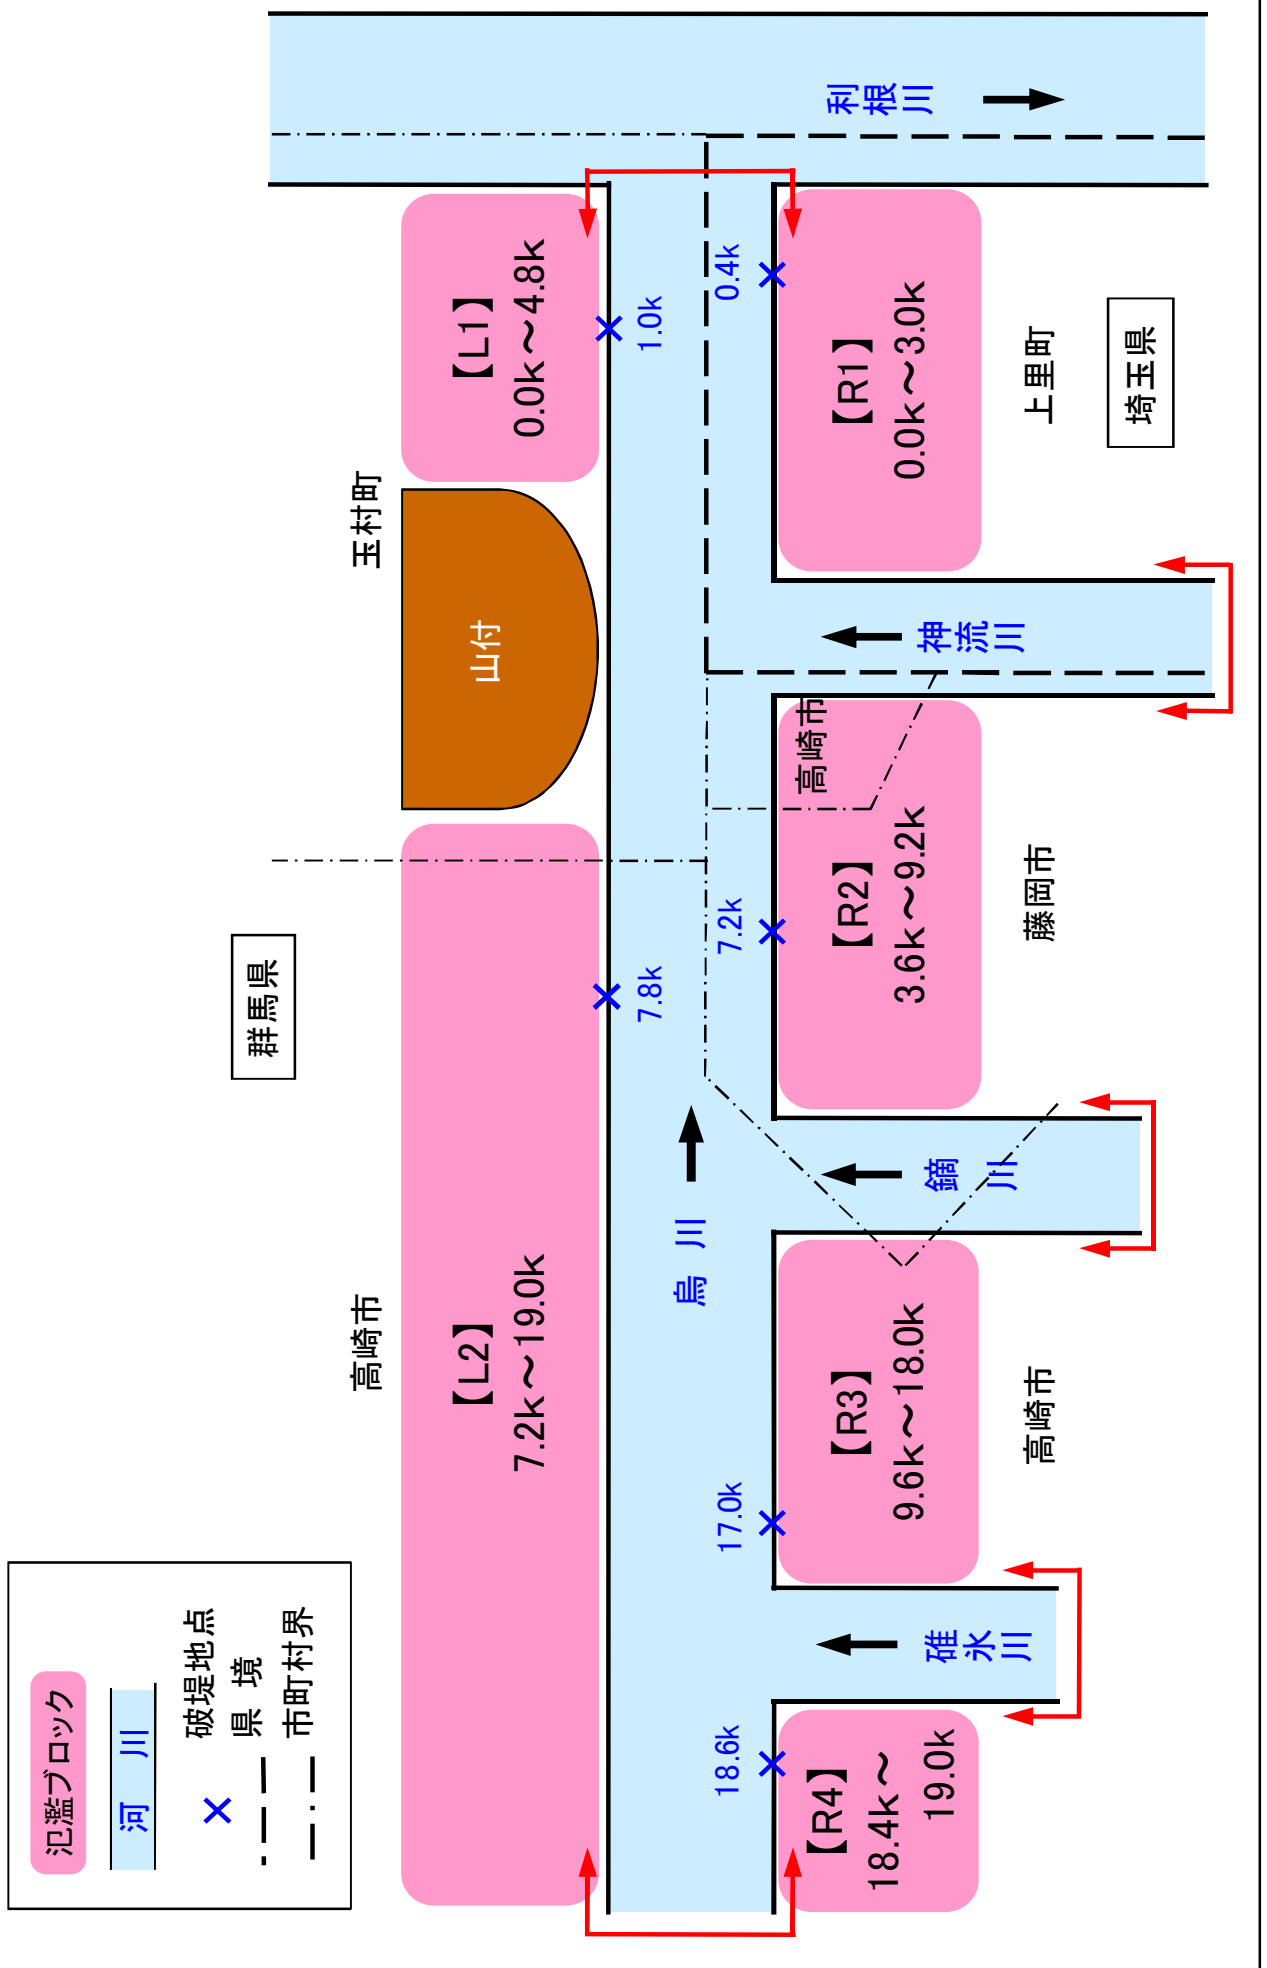 氾濫ブロック
河　川
破堤地点
県　境
市町村界
群馬県
高崎市
玉村町
【L2】
7.2k～19.0k
山付
【L1】
0.0k～4.8k
7.8k
1.0k
烏　川
利根川
18.6k
17.0k
7.2k
0.4k
【R4】
18.4k～
19.0k
【R3】
9.6k～18.0k
高崎市
【R2】
3.6k～9.2k
【R1】
0.0k～3.0k
碓氷川
鏑　川
神流川
高崎市
藤岡市
上里町
埼玉県